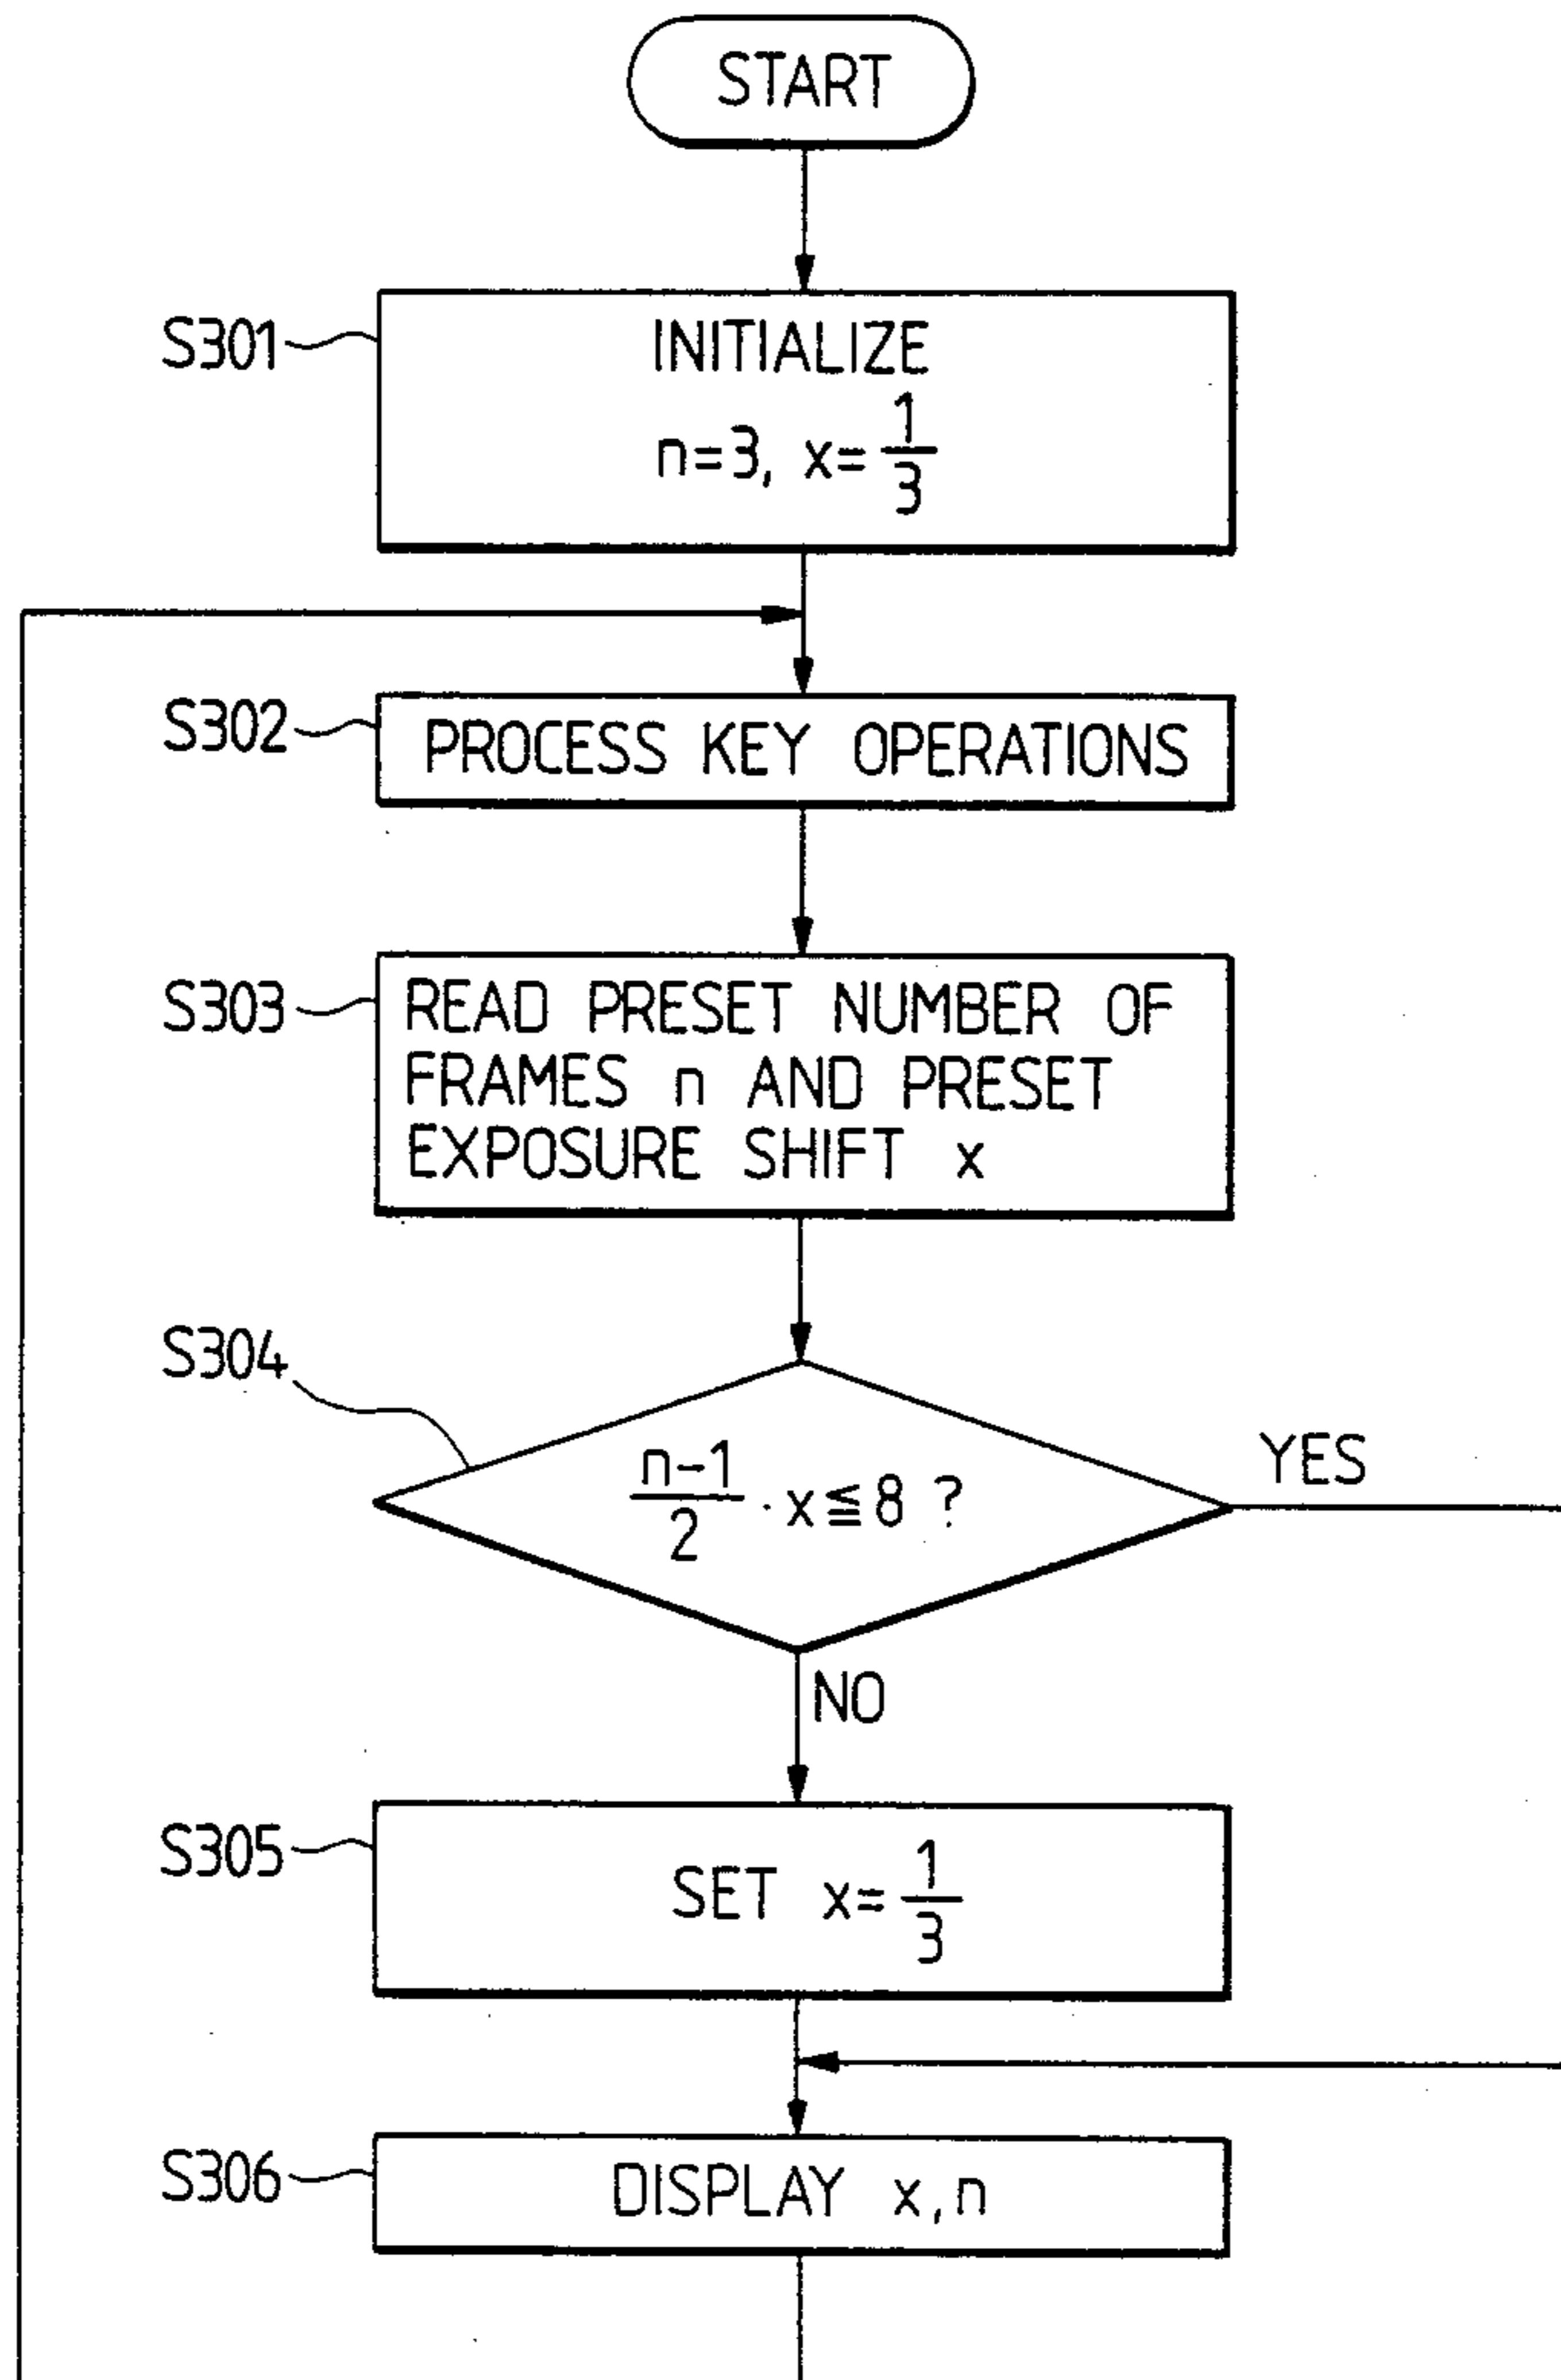 START
S301
INITIALIZE
n=3, x=1/3
S302
PROCESS KEY OPERATIONS
S303
READ PRESET NUMBER OF
FRAMES n AND PRESET
EXPOSURE SHIFT x
S304
(n-1)/2 · x≦8 ?
YES
NO
S305
SET x=1/3
S306
DISPLAY x,n